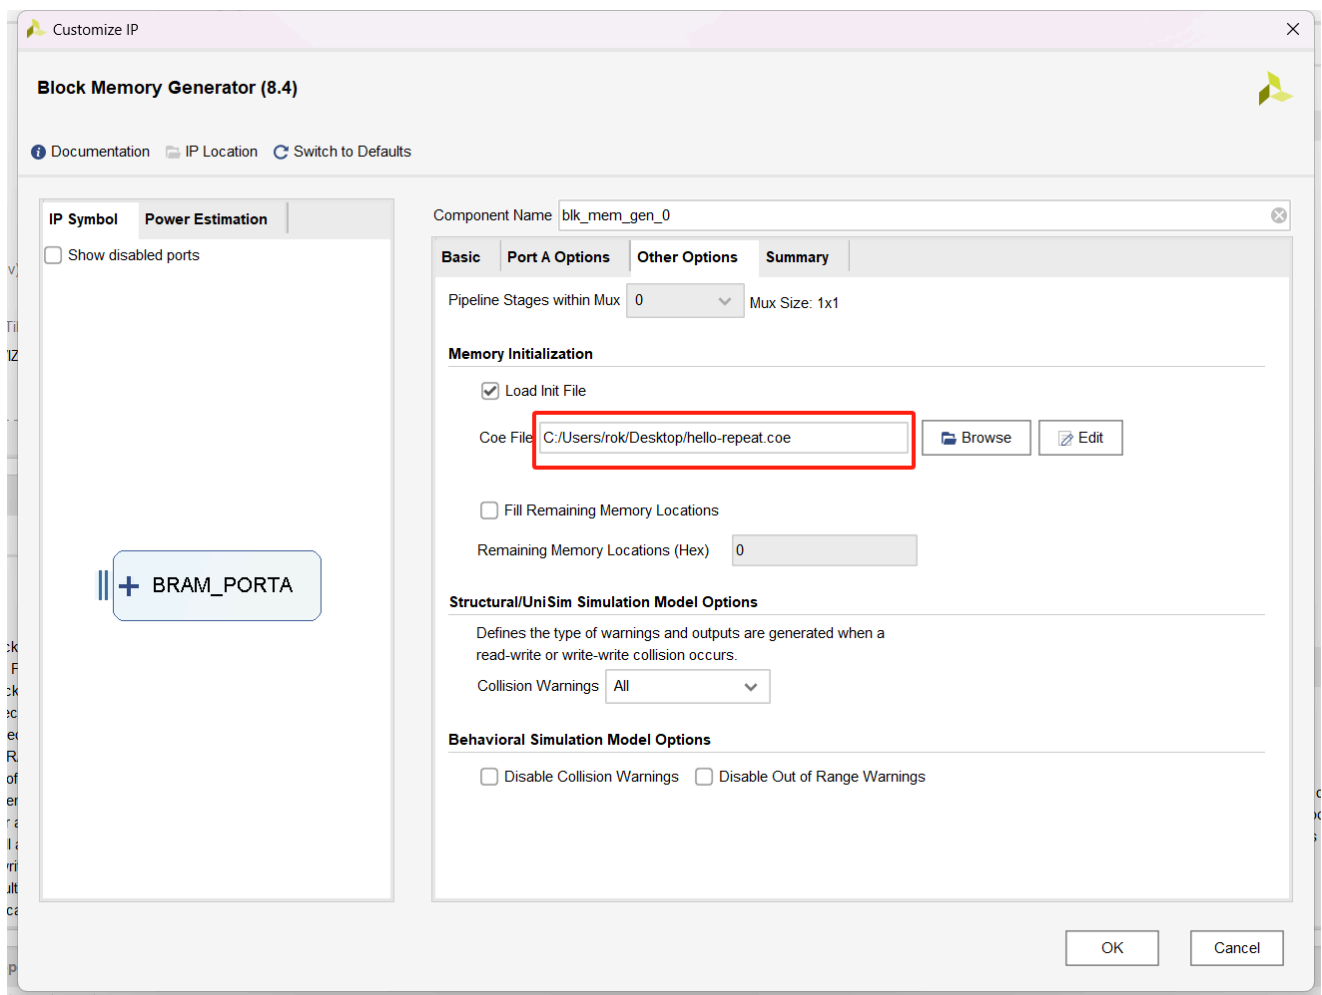 Customize IP
Block Memory Generator (8.4)
Documentation IP Location Switch to Defaults
IP Symbol Power Estimation
Show disabled ports
BRAM_PORTA
Component Name blk_mem_gen_0
Basic Port A Options Other Options Summary
Pipeline Stages within Mux 0 Mux Size: 1x1
Memory Initialization
Load Init File
Coe File C:/Users/rok/Desktop/hello-repeat.coe Browse Edit
Fill Remaining Memory Locations
Remaining Memory Locations (Hex) 0
Structural/UniSim Simulation Model Options
Defines the type of warnings and outputs are generated when a
read-write or write-write collision occurs.
Collision Warnings All
Behavioral Simulation Model Options
Disable Collision Warnings Disable Out of Range Warnings
OK Cancel